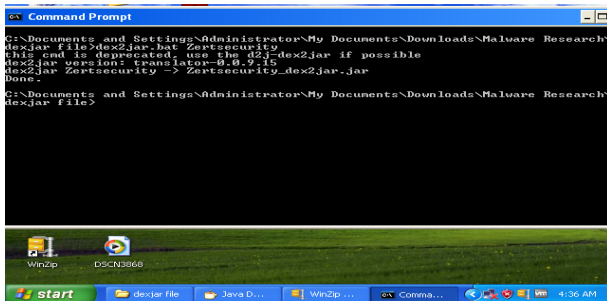 Command Prompt
C:\Documents and Settings\Administrator\My Documents\Downloads\Malware Research\
dexjar file>dex2jar.bat Zertsecurity
this cmd is deprecated, use the d2j-dex2jar if possible
dex2jar version: translator-0.0.9.15
dex2jar Zertsecurity -> Zertsecurity_dex2jar.jar
Done.
C:\Documents and Settings\Administrator\My Documents\Downloads\Malware Research\
dexjar file>
WinZip
DSCN3868
start
dexjar file
Java D...
WinZip ...
Comma...
4:36 AM